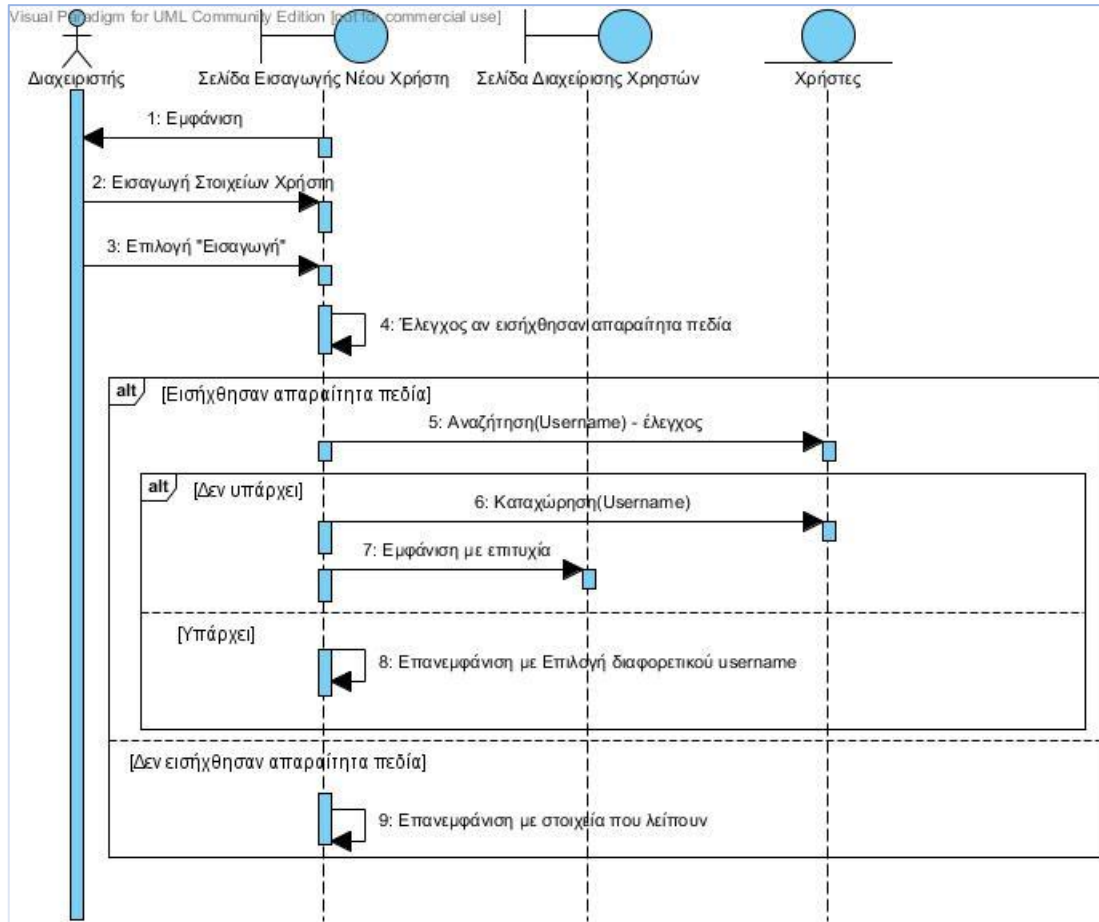 Visual Paradigm for UML Community Edition [not for commercial use]
Διαχειριστής
Σελίδα Εισαγωγής Νέου Χρήστη
Σελίδα Διαχείρισης Χρηστών
Χρήστες
1: Εμφάνιση
2: Εισαγωγή Στοιχείων Χρήστη
3: Επιλογή "Εισαγωγή"
4: Έλεγχος αν εισήχθησαν απαραίτητα πεδία
alt
[Εισήχθησαν απαραίτητα πεδία]
5: Αναζήτηση(Username) - έλεγχος
alt
[Δεν υπάρχει]
6: Καταχώρηση(Username)
7: Εμφάνιση με επιτυχία
[Υπάρχει]
8: Επανεμφάνιση με Επιλογή διαφορετικού username
[Δεν εισήχθησαν απαραίτητα πεδία]
9: Επανεμφάνιση με στοιχεία που λείπουν